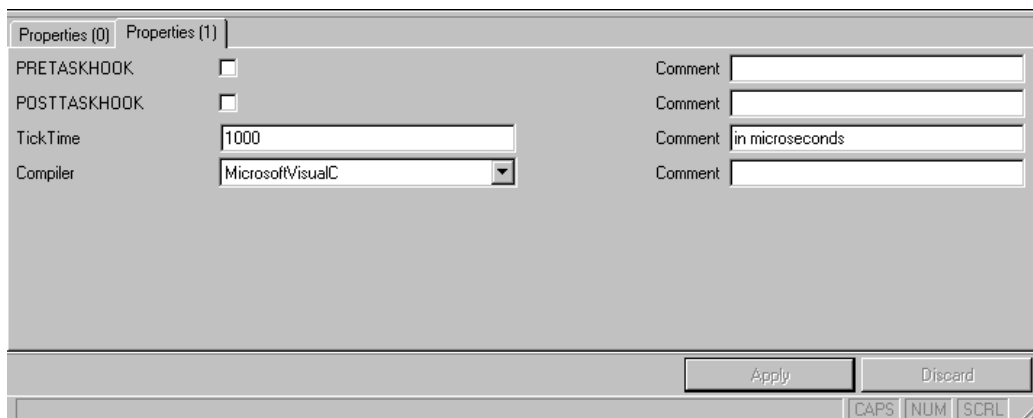 Properties (0) Properties (1)
PRETASKHOOK Comment
POSTTASKHOOK Comment
TickTime 1000 Comment in microseconds
Compiler MicrosoftVisualC Comment
Apply Discard
CAPS NUM SCRL